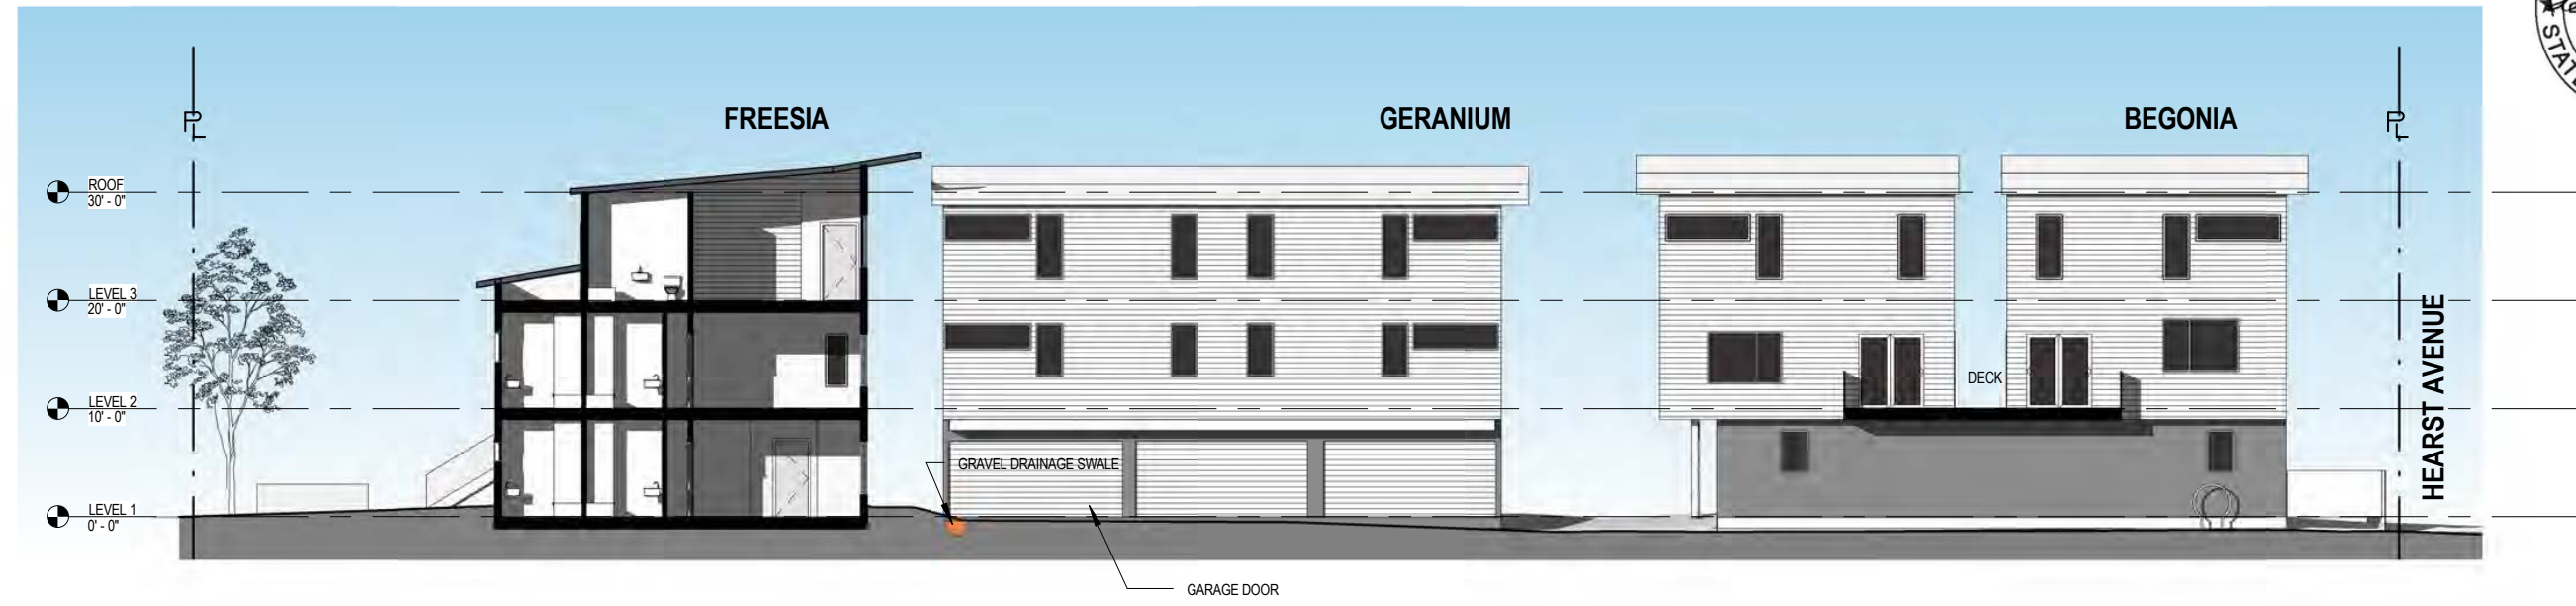 STATE
FREESIA
GERANIUM
BEGONIA
PL
PL
ROOF
30' - 0"
LEVEL 3
20' - 0"
LEVEL 2
10' - 0"
LEVEL 1
0' - 0"
DECK
HEARST AVENUE
GRAVEL DRAINAGE SWALE
GARAGE DOOR